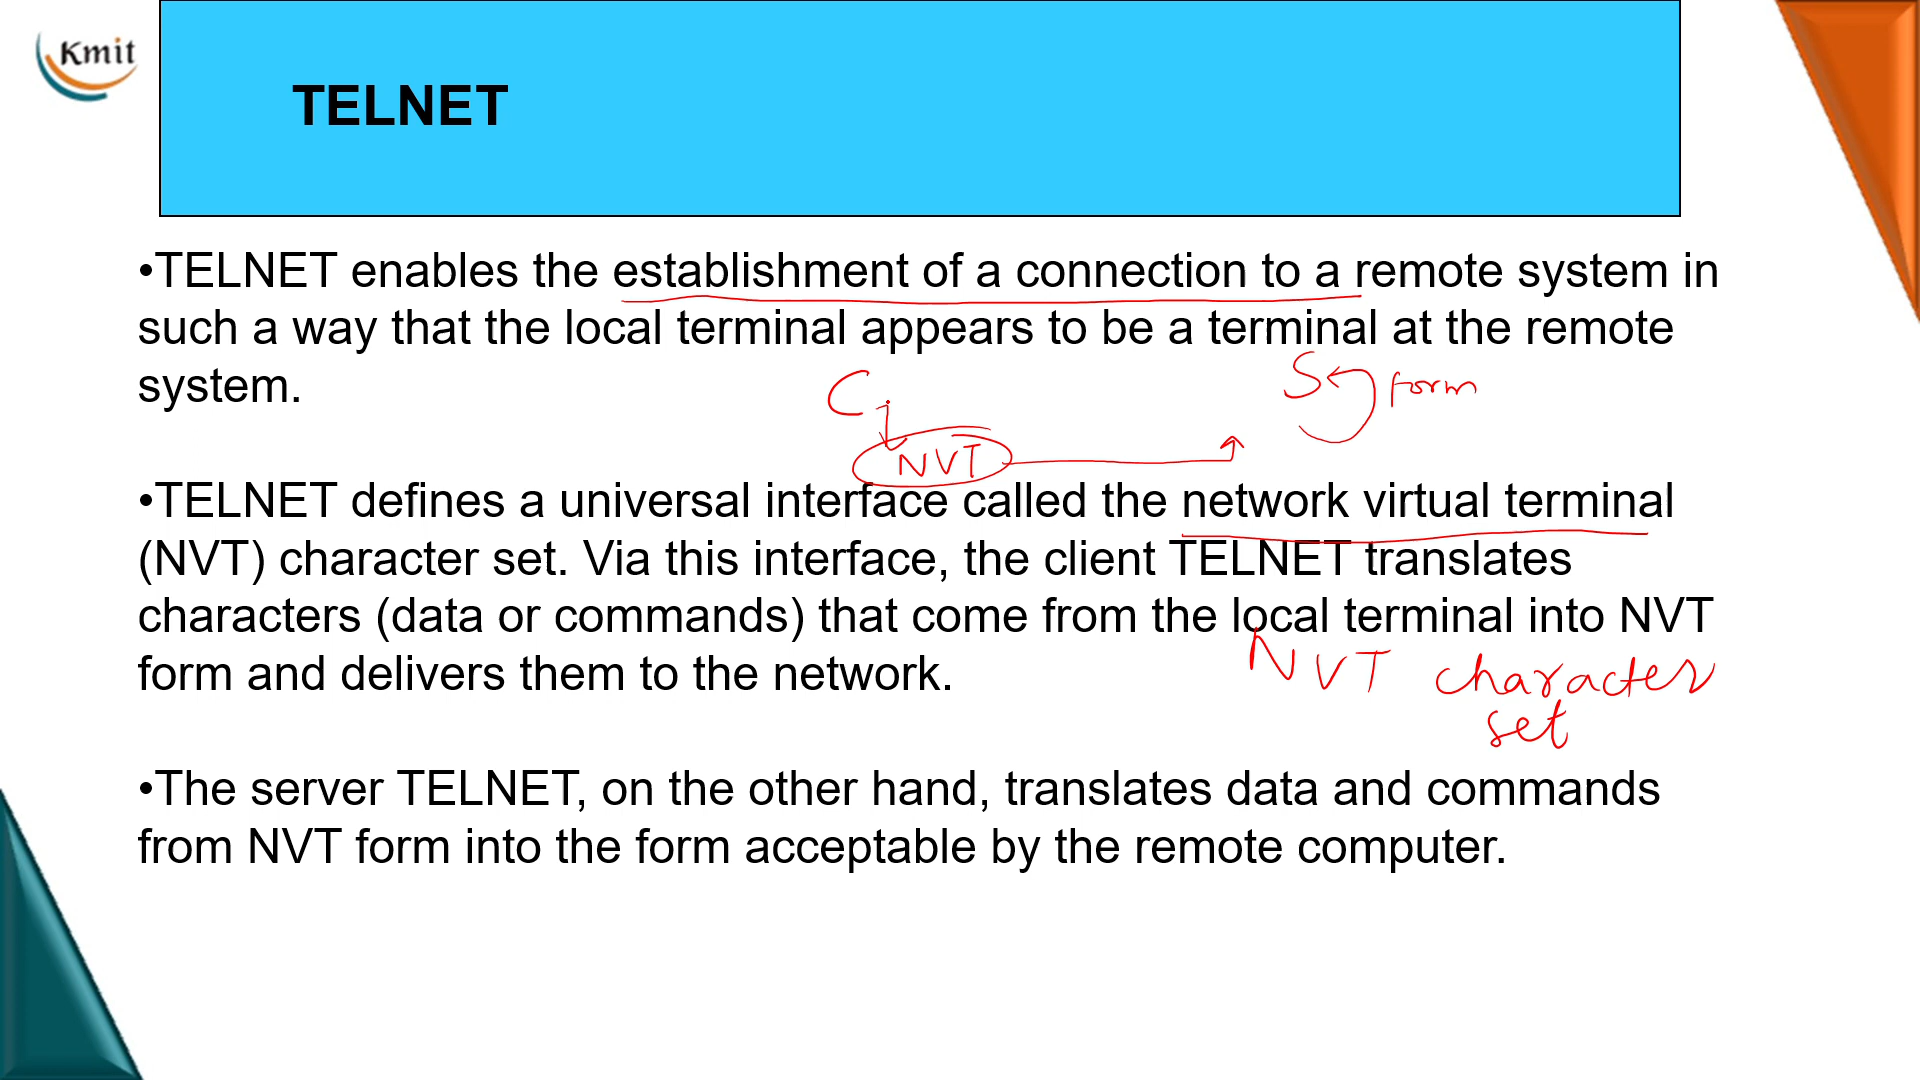 Kmit
TELNET
•TELNET enables the establishment of a connection to a remote system in
such a way that the local terminal appears to be a terminal at the remote
system.
C S form
NVT
•TELNET defines a universal interface called the network virtual terminal
(NVT) character set. Via this interface, the client TELNET translates
characters (data or commands) that come from the local terminal into NVT
form and delivers them to the network.
NVT character
set
•The server TELNET, on the other hand, translates data and commands
from NVT form into the form acceptable by the remote computer.